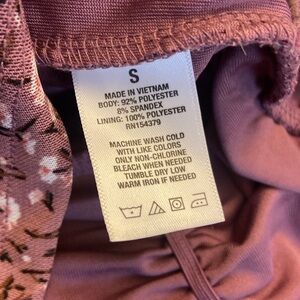 S
MADE IN VIETNAM
BODY: 92% POLYESTER
8% SPANDEX
LINING: 100% POLYESTER
RN154379
MACHINE WASH COLD
WITH LIKE COLORS
ONLY NON-CHLORINE
BLEACH WHEN NEEDED
TUMBLE DRY LOW
WARM IRON IF NEEDED